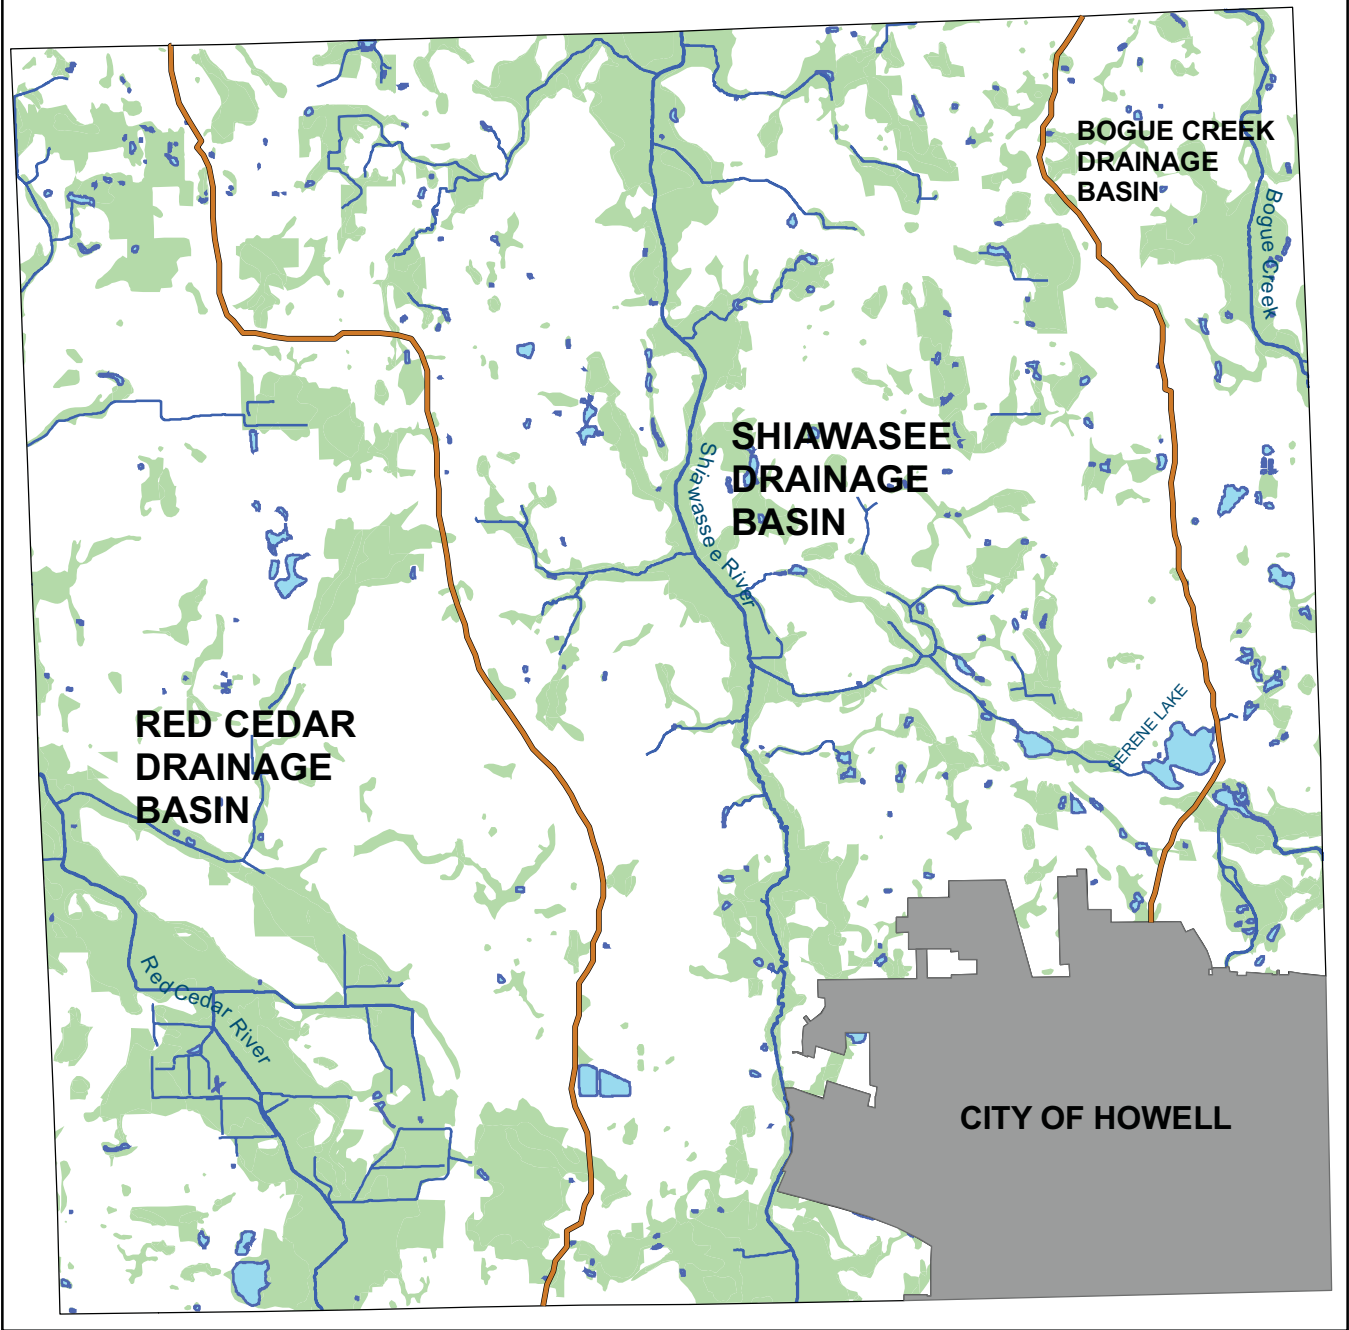 BOGUE CREEK
DRAINAGE
BASIN
Bogue Creek
SHIAWASEE
DRAINAGE
BASIN
Shiawassee River
RED CEDAR
DRAINAGE
BASIN
SERENE LAKE
Red Cedar River
CITY OF HOWELL